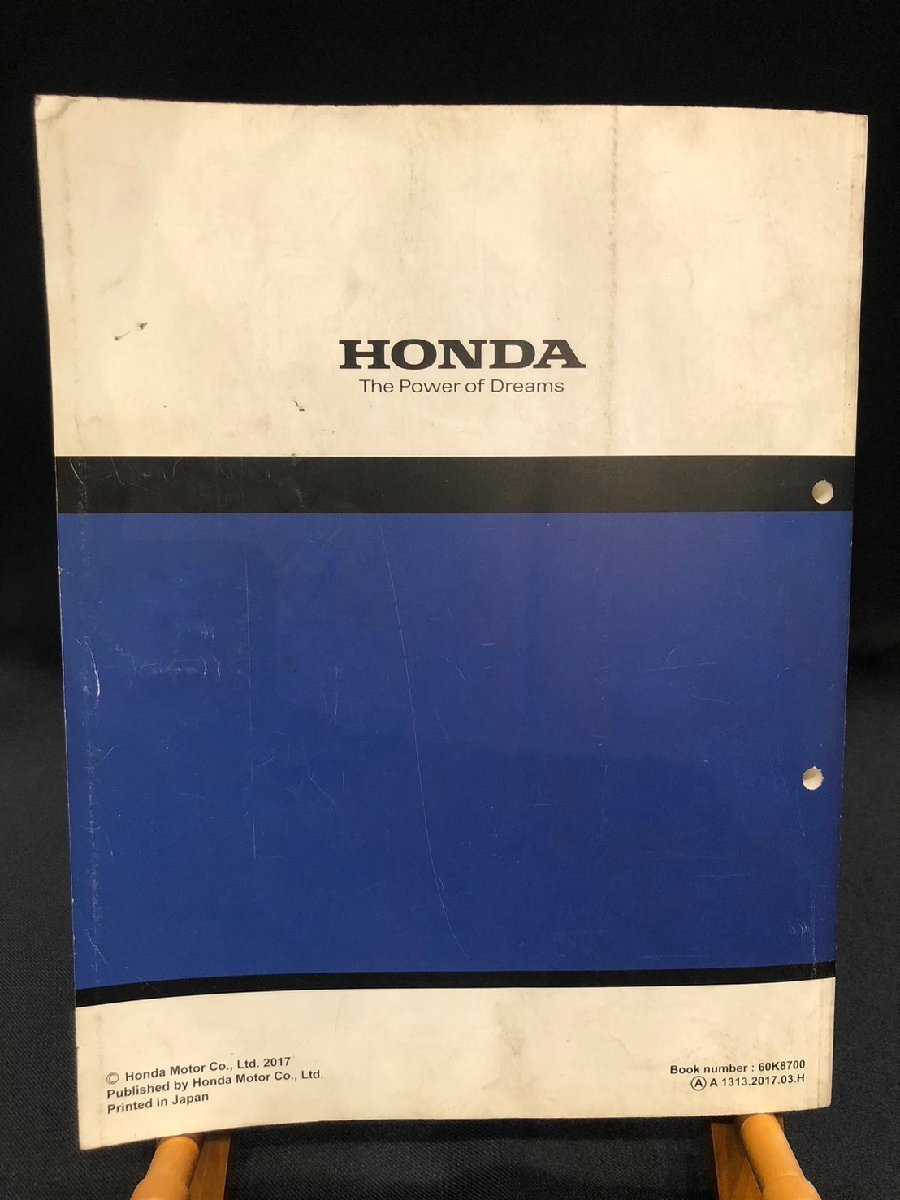 HONDA
The Power of Dreams
© Honda Motor Co., Ltd. 2017
Published by Honda Motor Co., Ltd.
Printed in Japan
Book number : 60K8700
Ⓐ A 1313.2017.03.H